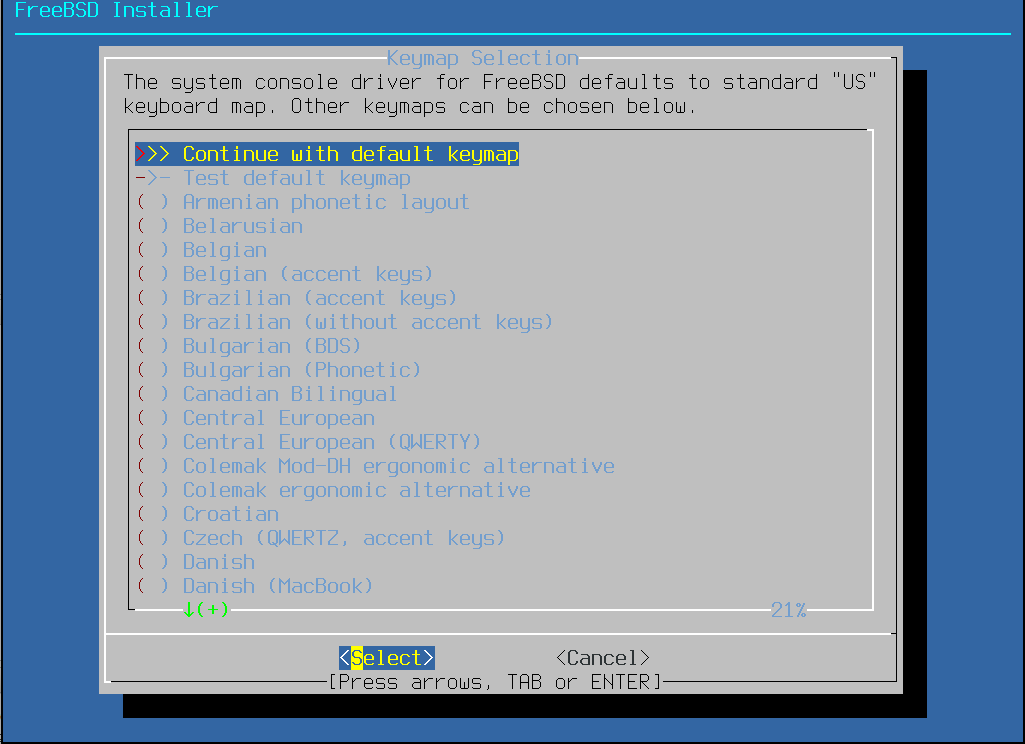 FreeBSD Installer
Keymap Selection
The system console driver for FreeBSD defaults to standard "US"
keyboard map. Other keymaps can be chosen below.
>>> Continue with default keymap
->- Test default keymap
( ) Armenian phonetic layout
( ) Belarusian
( ) Belgian
( ) Belgian (accent keys)
( ) Brazilian (accent keys)
( ) Brazilian (without accent keys)
( ) Bulgarian (BDS)
( ) Bulgarian (Phonetic)
( ) Canadian Bilingual
( ) Central European
( ) Central European (QWERTY)
( ) Colemak Mod-DH ergonomic alternative
( ) Colemak ergonomic alternative
( ) Croatian
( ) Czech (QWERTZ, accent keys)
( ) Danish
( ) Danish (MacBook)
↓(+) 21%
<Select> <Cancel>
[Press arrows, TAB or ENTER]